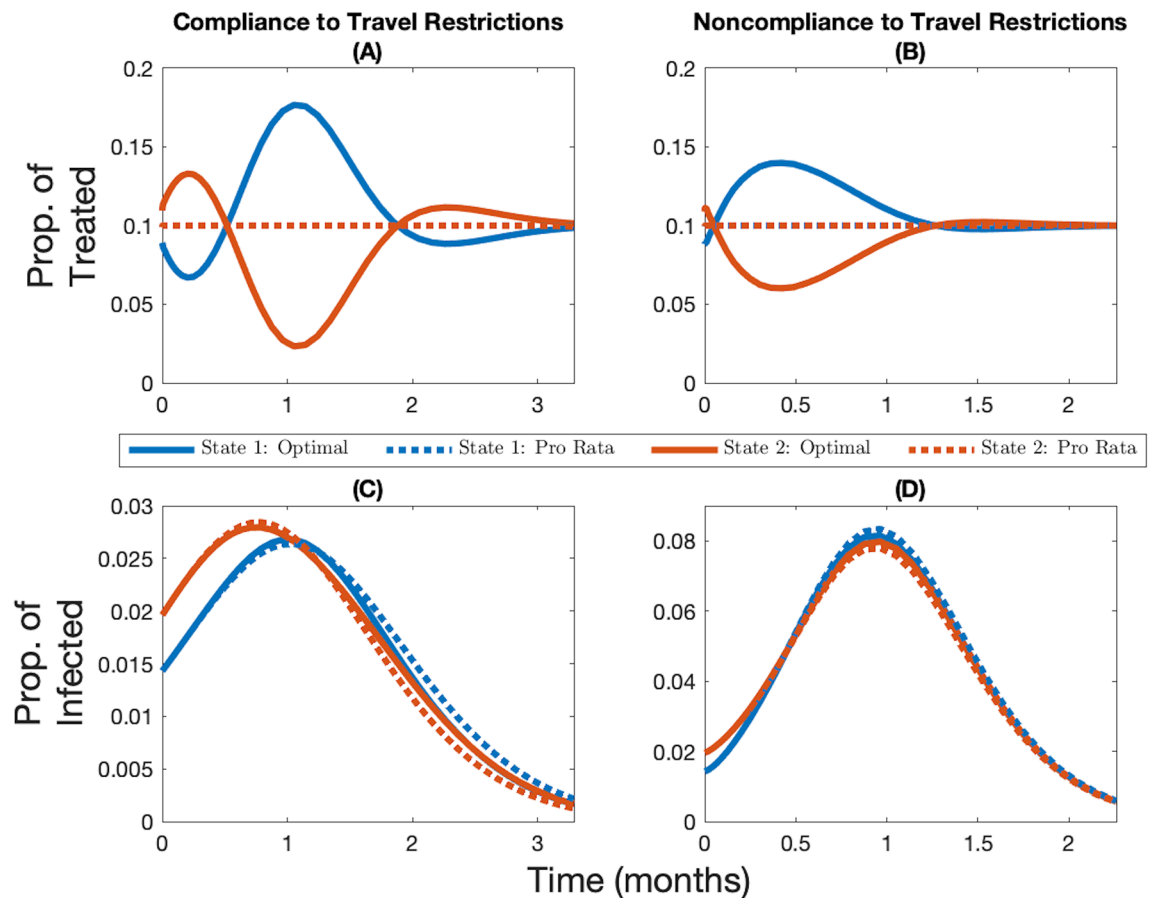 Compliance to Travel Restrictions
(A)
Noncompliance to Travel Restrictions
(B)
Prop. of
Treated
0.2
0.15
0.1
0.05
0
0 1 2 3
0.2
0.15
0.1
0.05
0
0 0.5 1 1.5 2
State 1: Optimal State 1: Pro Rata State 2: Optimal State 2: Pro Rata
(C)
(D)
Prop. of
Infected
0.03
0.025
0.02
0.015
0.01
0.005
0
0 1 2 3
0.08
0.06
0.04
0.02
0
0 0.5 1 1.5 2
Time (months)